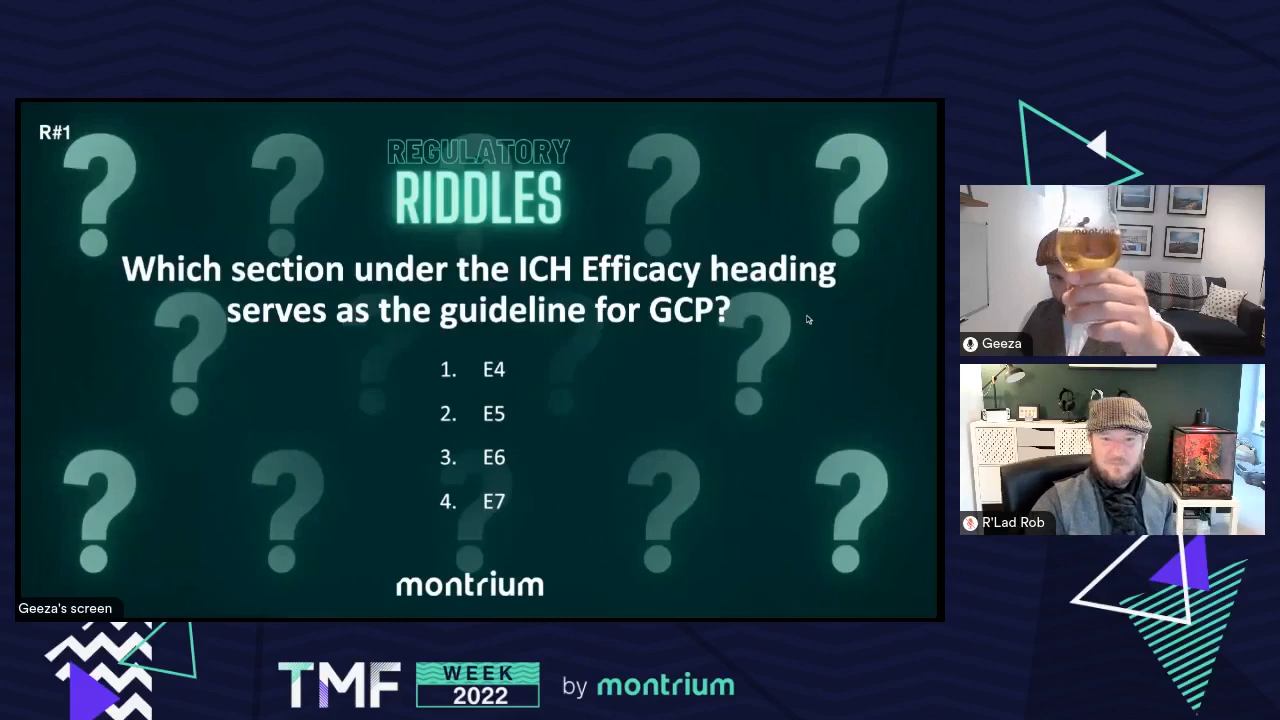 R#1
REGULATORY
RIDDLES
Which section under the ICH Efficacy heading
serves as the guideline for GCP?
1. E4
2. E5
3. E6
4. E7
montrium
Geeza's screen
montrium
Geeza
R'Lad Rob
TMF
WEEK
2022
by montrium